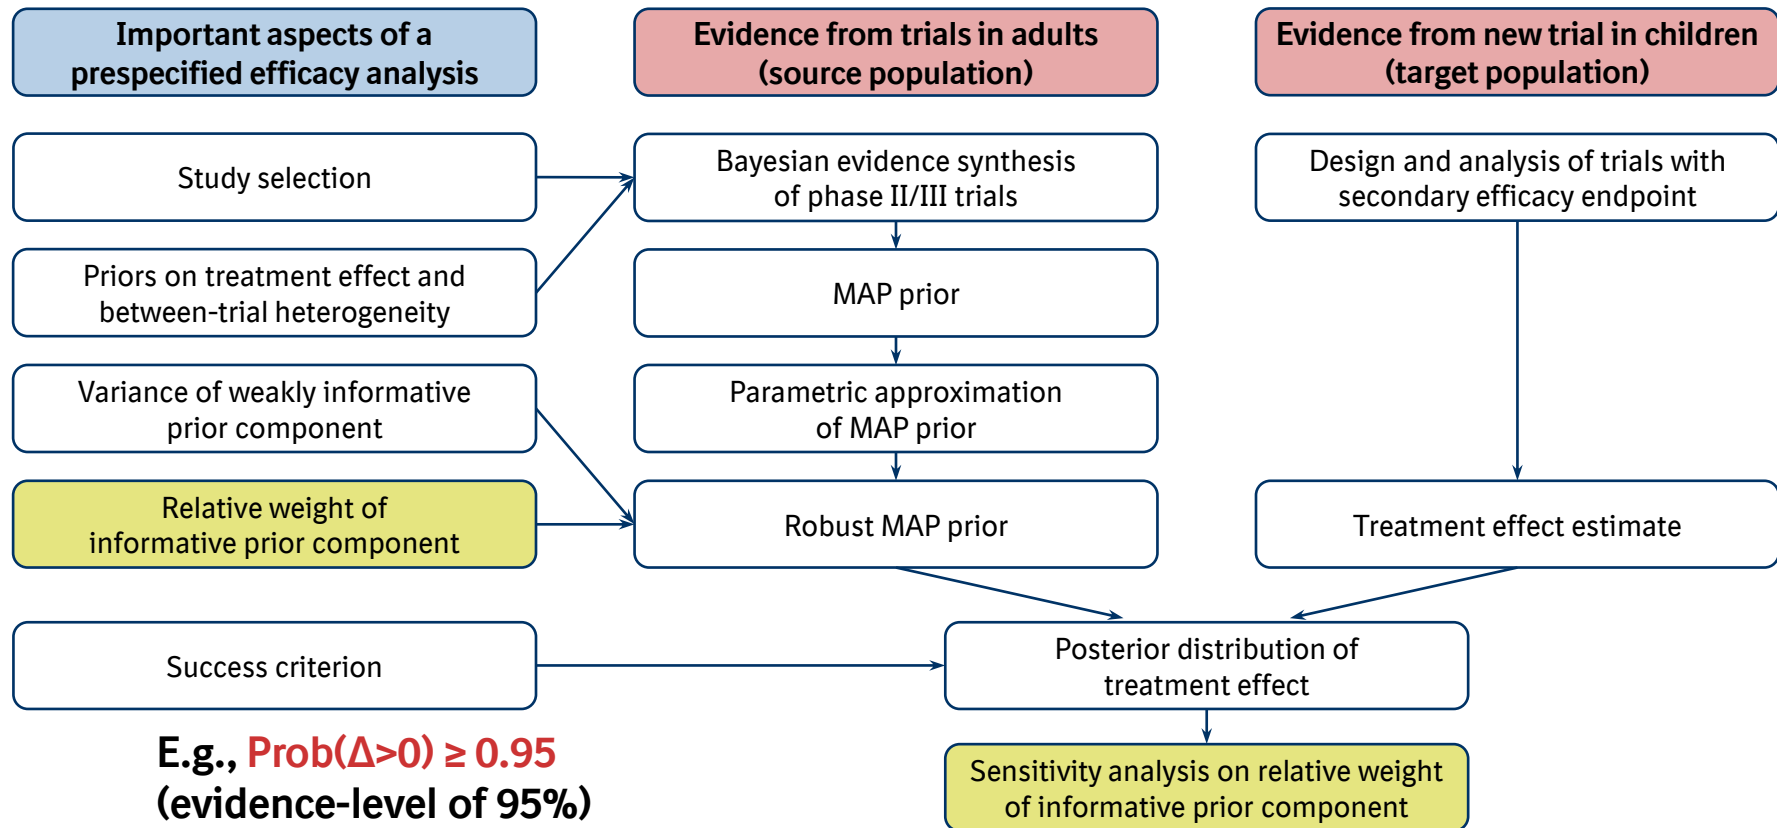 Important aspects of a
prespecified efficacy analysis
Evidence from trials in adults
(source population)
Evidence from new trial in children
(target population)
Study selection
Bayesian evidence synthesis
of phase II/III trials
Design and analysis of trials with
secondary efficacy endpoint
Priors on treatment effect and
between-trial heterogeneity
MAP prior
Variance of weakly informative
prior component
Parametric approximation
of MAP prior
Relative weight of
informative prior component
Robust MAP prior
Treatment effect estimate
Success criterion
Posterior distribution of
treatment effect
E.g., Prob(Δ>0) ≥ 0.95
(evidence-level of 95%)
Sensitivity analysis on relative weight
of informative prior component